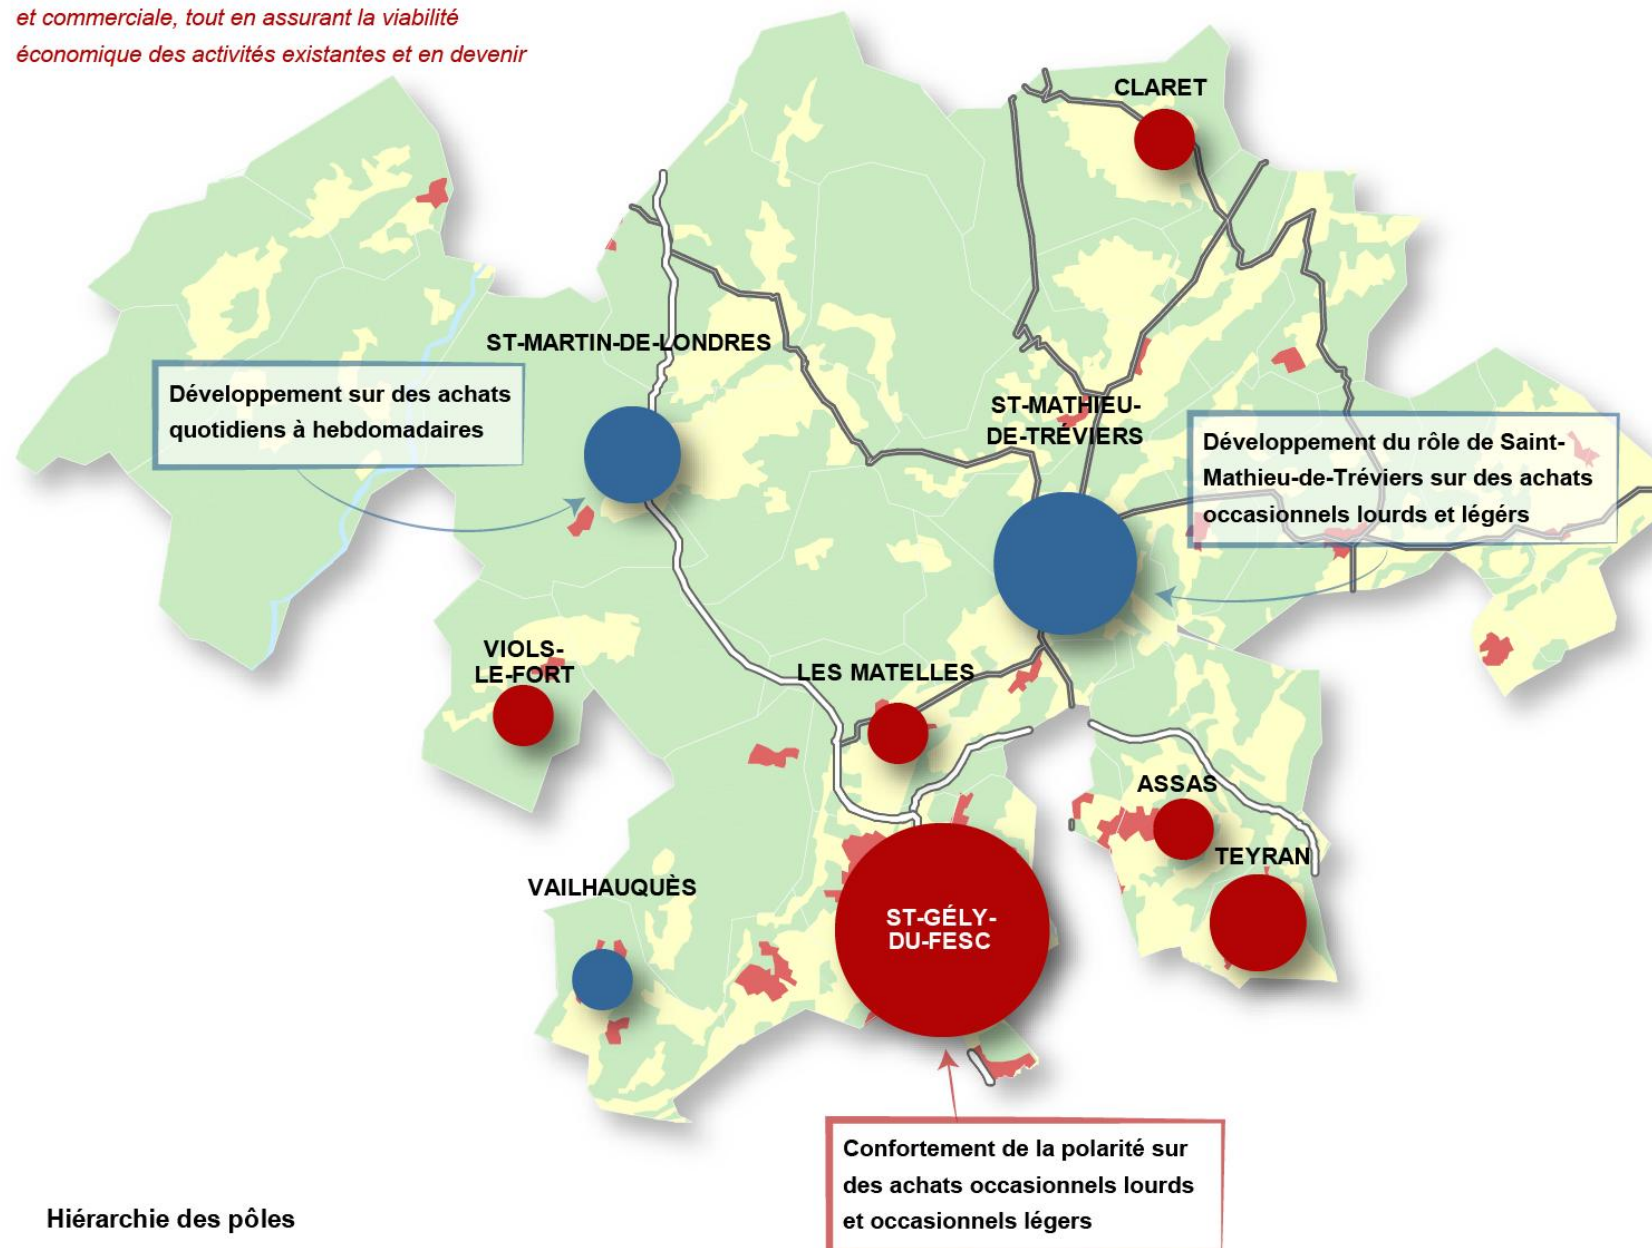 et commerciale, tout en assurant la viabilité
économique des activités existantes et en devenir
CLARET
ST-MARTIN-DE-LONDRES
Développement sur des achats
quotidiens à hebdomadaires
ST-MATHIEU-
DE-TRÉVIERS
Développement du rôle de Saint-
Mathieu-de-Tréviers sur des achats
occasionnels lourds et légérs
VIOLS-
LE-FORT
LES MATELLES
ASSAS
TEYRAN
VAILHAUQUÈS
ST-GÉLY-
DU-FESC
Confortement de la polarité sur
des achats occasionnels lourds
et occasionnels légers
Hiérarchie des pôles